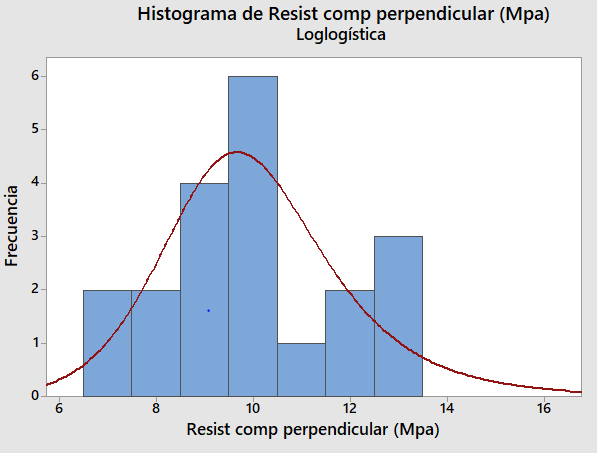 Histograma de Resist comp perpendicular (Mpa)
Loglogística
Frecuencia
6
5
4
3
2
1
0
6 8 10 12 14 16
Resist comp perpendicular (Mpa)